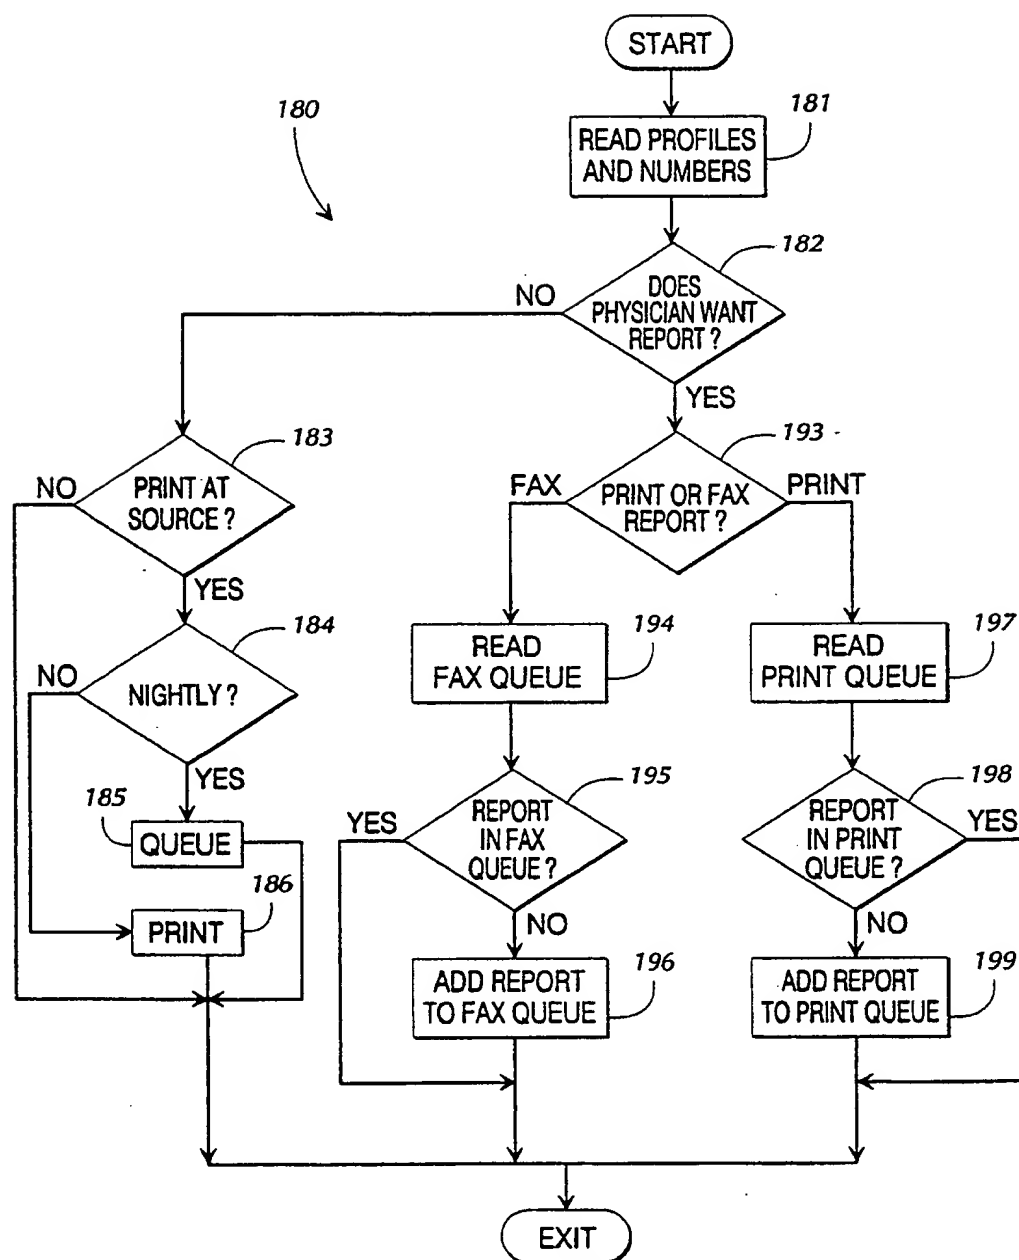 START
180
181
READ PROFILES
AND NUMBERS
182
DOES
PHYSICIAN WANT
REPORT ?
NO
YES
183
PRINT AT
SOURCE ?
NO
YES
193
PRINT OR FAX
REPORT ?
FAX
PRINT
184
NIGHTLY ?
NO
YES
194
READ
FAX QUEUE
197
READ
PRINT QUEUE
185
QUEUE
195
REPORT
IN FAX
QUEUE ?
YES
NO
198
REPORT
IN PRINT
QUEUE ?
YES
NO
186
PRINT
196
ADD REPORT
TO FAX QUEUE
199
ADD REPORT
TO PRINT QUEUE
EXIT